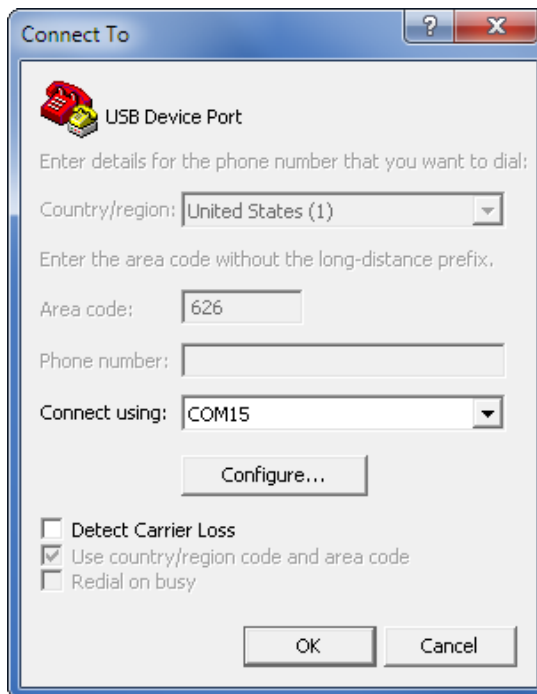 Connect To
USB Device Port
Enter details for the phone number that you want to dial:
Country/region: United States (1)
Enter the area code without the long-distance prefix.
Area code: 626
Phone number:
Connect using: COM15
Configure...
Detect Carrier Loss
Use country/region code and area code
Redial on busy
OK Cancel